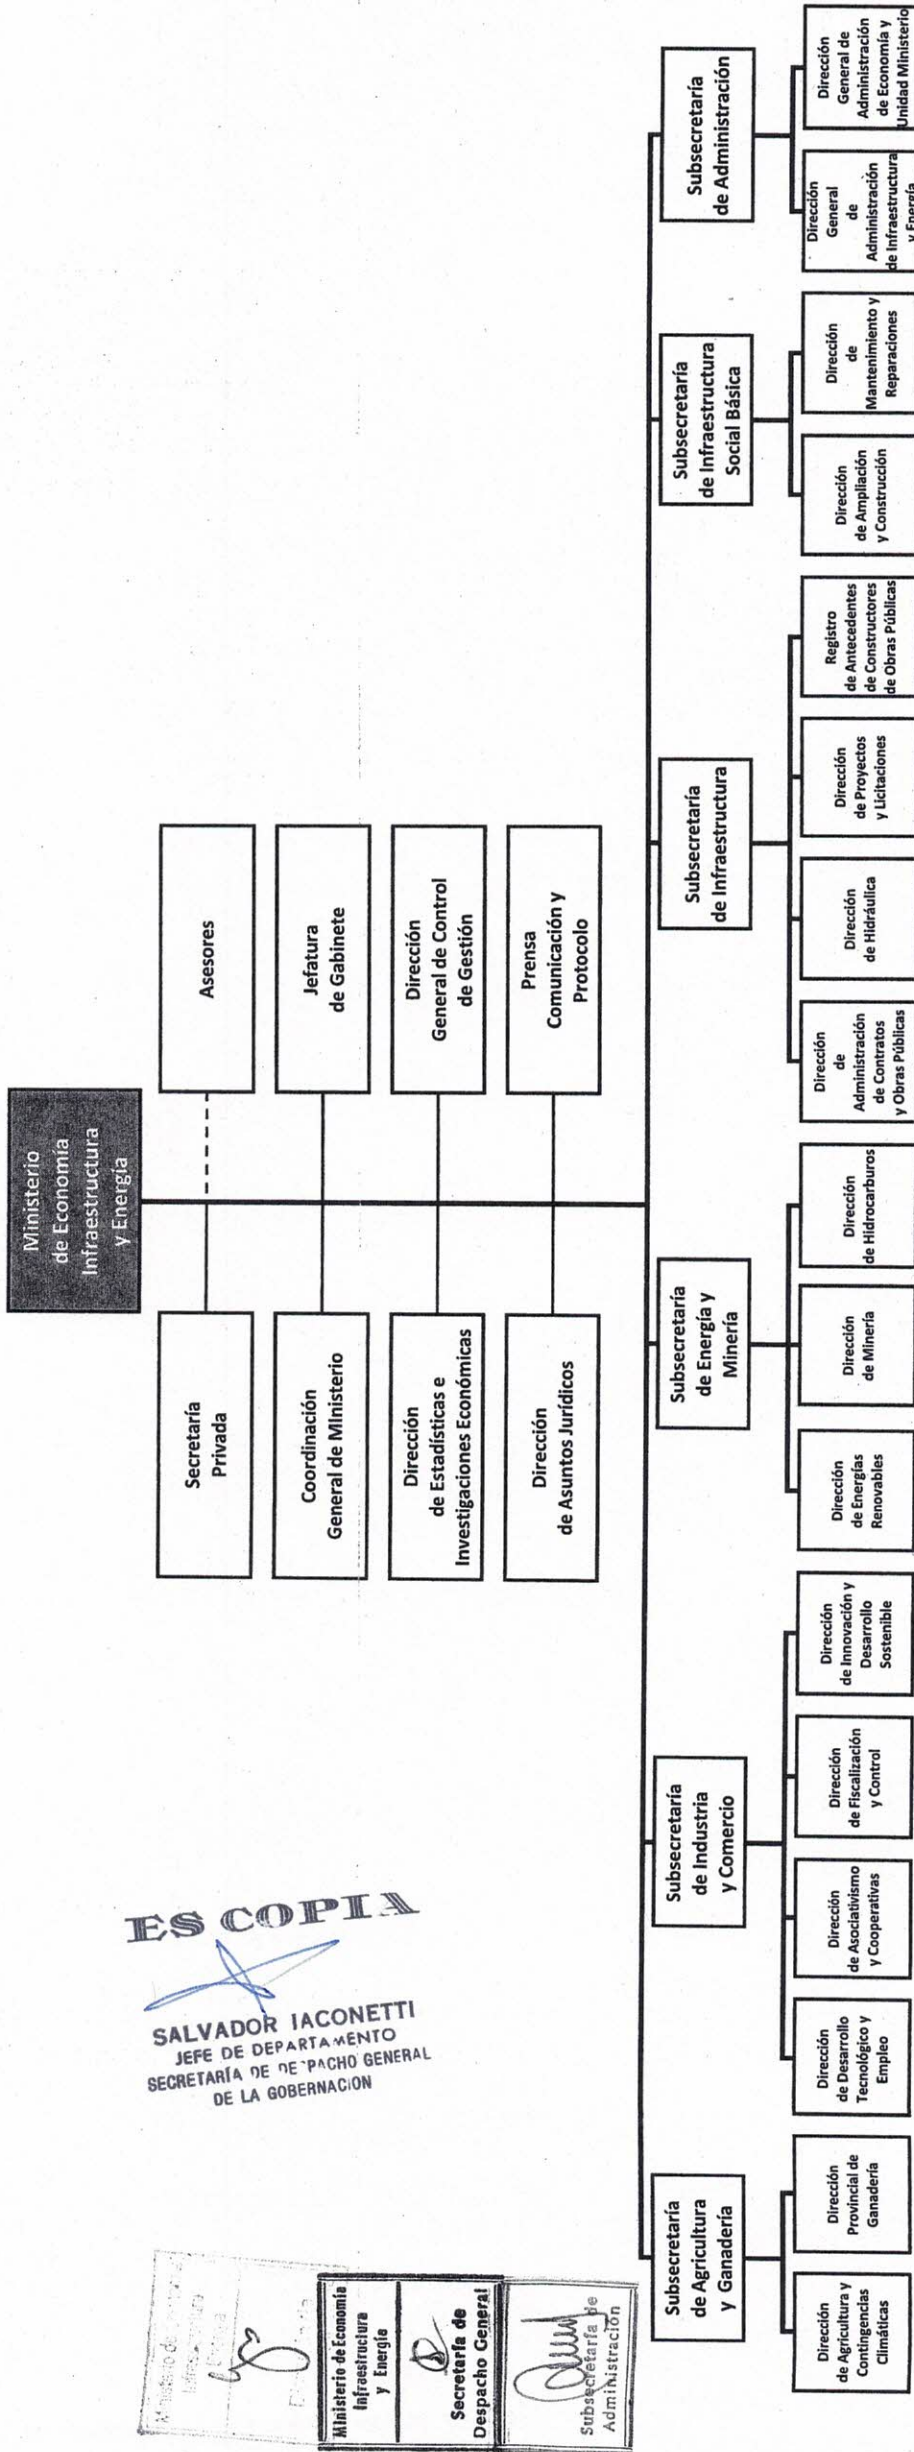 Ministerio
de Economía
Infraestructura
y Energía
Secretaría
Privada
Asesores
Coordinación
General de Ministerio
Jefatura
de Gabinete
Dirección
de Estadísticas e
Investigaciones Económicas
Dirección
General de Control
de Gestión
Dirección
de Asuntos Jurídicos
Prensa
Comunicación y
Protocolo
Subsecretaría
de Agricultura
y Ganadería
Subsecretaría
de Industria
y Comercio
Subsecretaría
de Energía y
Minería
Subsecretaría
de Infraestructura
Subsecretaría
de Infraestructura
Social Básica
Subsecretaría
de Administración
Dirección
de Agricultura y
Contingencias
Climáticas
Dirección
Provincial de
Ganadería
Dirección
de Desarrollo
Tecnológico y
Empleo
Dirección
de Asociativismo
y Cooperativas
Dirección
de Fiscalización
y Control
Dirección
de Innovación y
Desarrollo
Sostenible
Dirección
de Energías
Renovables
Dirección
de Minería
Dirección
de Hidrocarburos
Dirección
de
Administración
de Contratos
y Obras Públicas
Dirección
de Hidráulica
Dirección
de Proyectos
y Licitaciones
Registro
de Antecedentes
de Constructores
de Obras Públicas
Dirección
de Ampliación
y Construcción
Dirección
de
Mantenimiento y
Reparaciones
Dirección
General
de
Administración
de Infraestructura
y Energía
Dirección
General de
Administración
de Economía y
Unidad Ministerio
ES COPIA
SALVADOR IACONETTI
JEFE DE DEPARTAMENTO
SECRETARÍA DE DESPACHO GENERAL
DE LA GOBERNACION
Ministerio de Economía
Infraestructura
y Energía
Secretaría de
Despacho General
Subsecretaría de
Administración